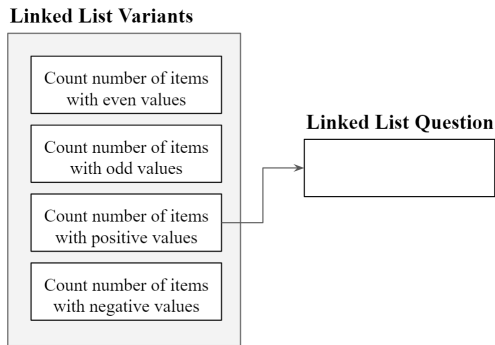 Linked List Variants
Count number of items
with even values
Count number of items
with odd values
Count number of items
with positive values
Count number of items
with negative values
Linked List Question